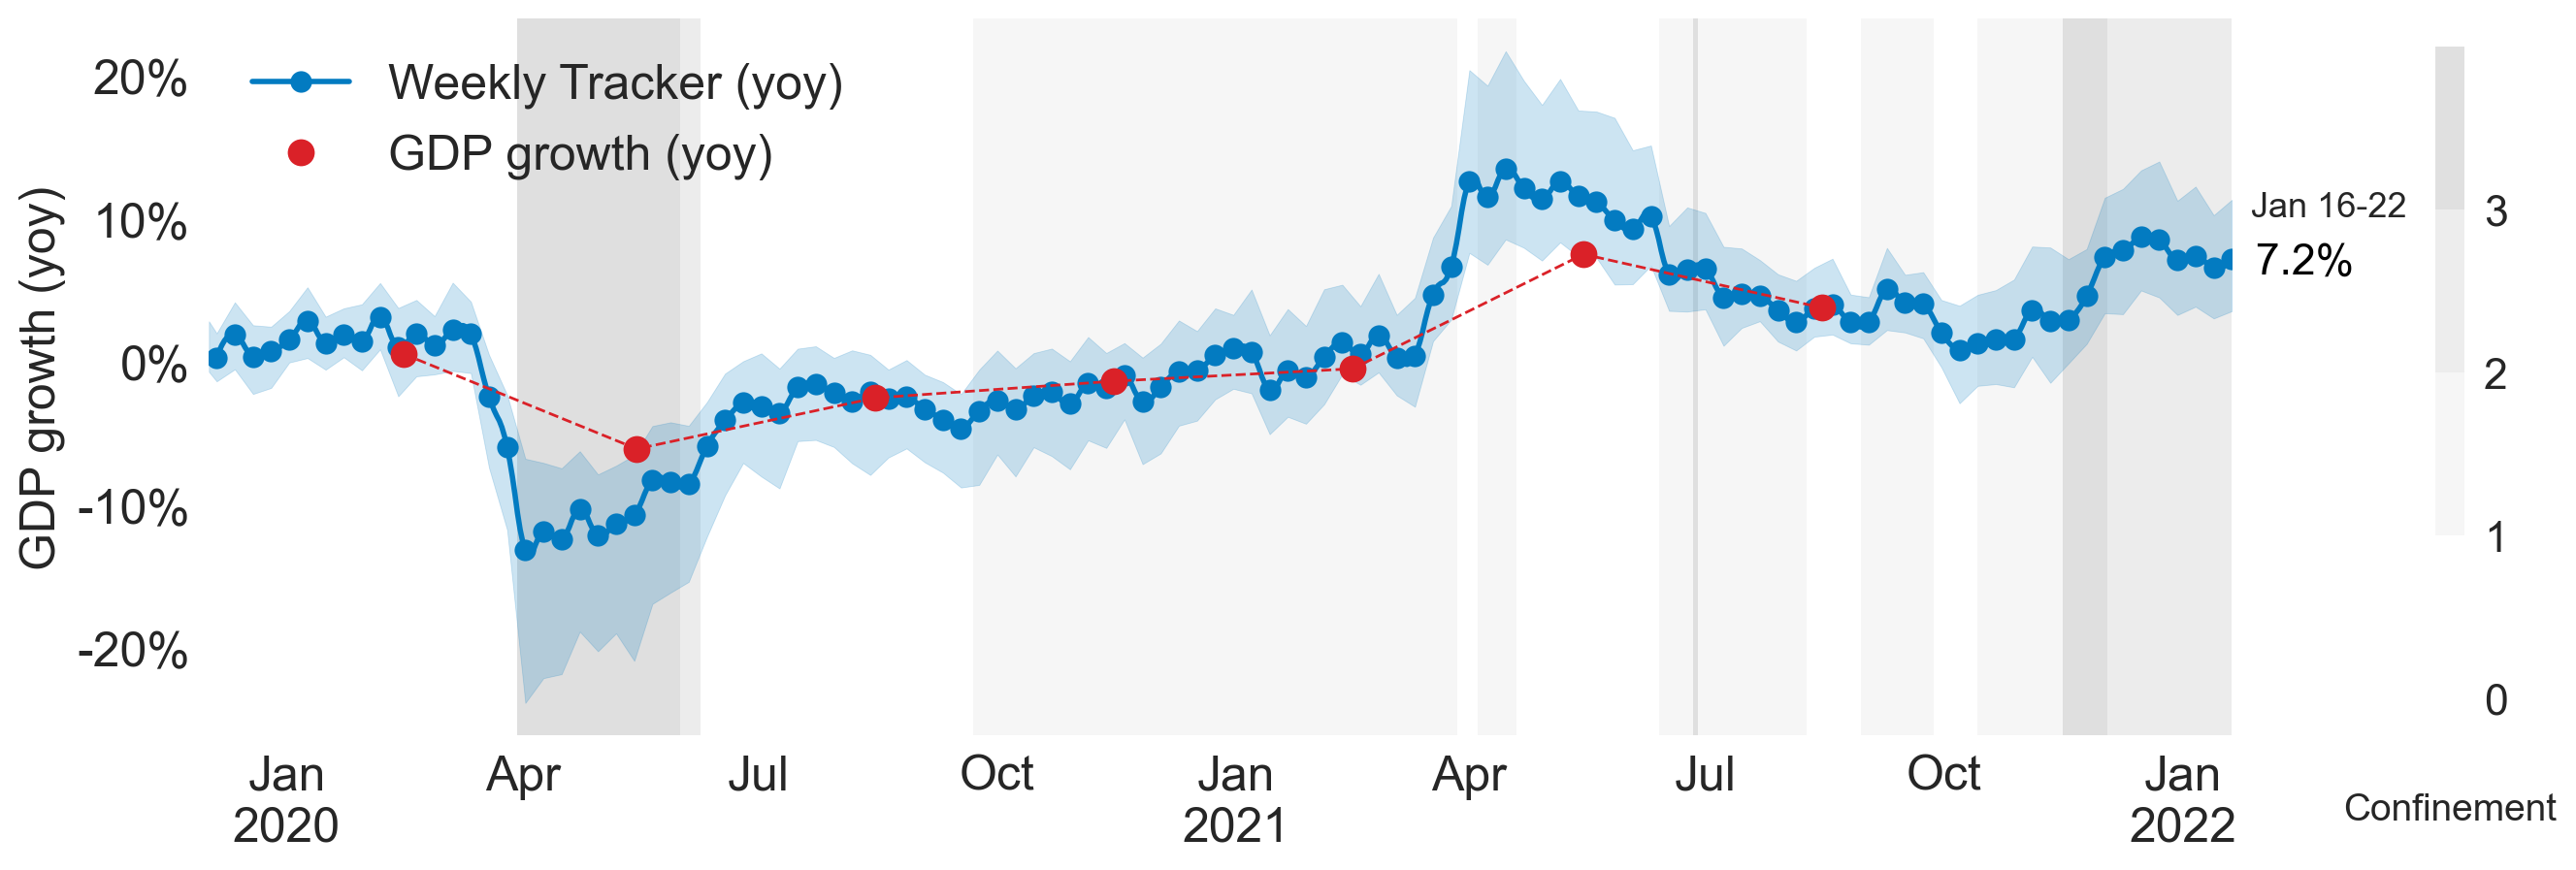 Weekly Tracker (yoy)
GDP growth (yoy)
GDP growth (yoy)
20%
10%
0%
-10%
-20%
Jan 16-22
7.2%
3
2
1
0
Confinement
Jan Apr Jul Oct Jan Apr Jul Oct Jan
2020 2021 2022